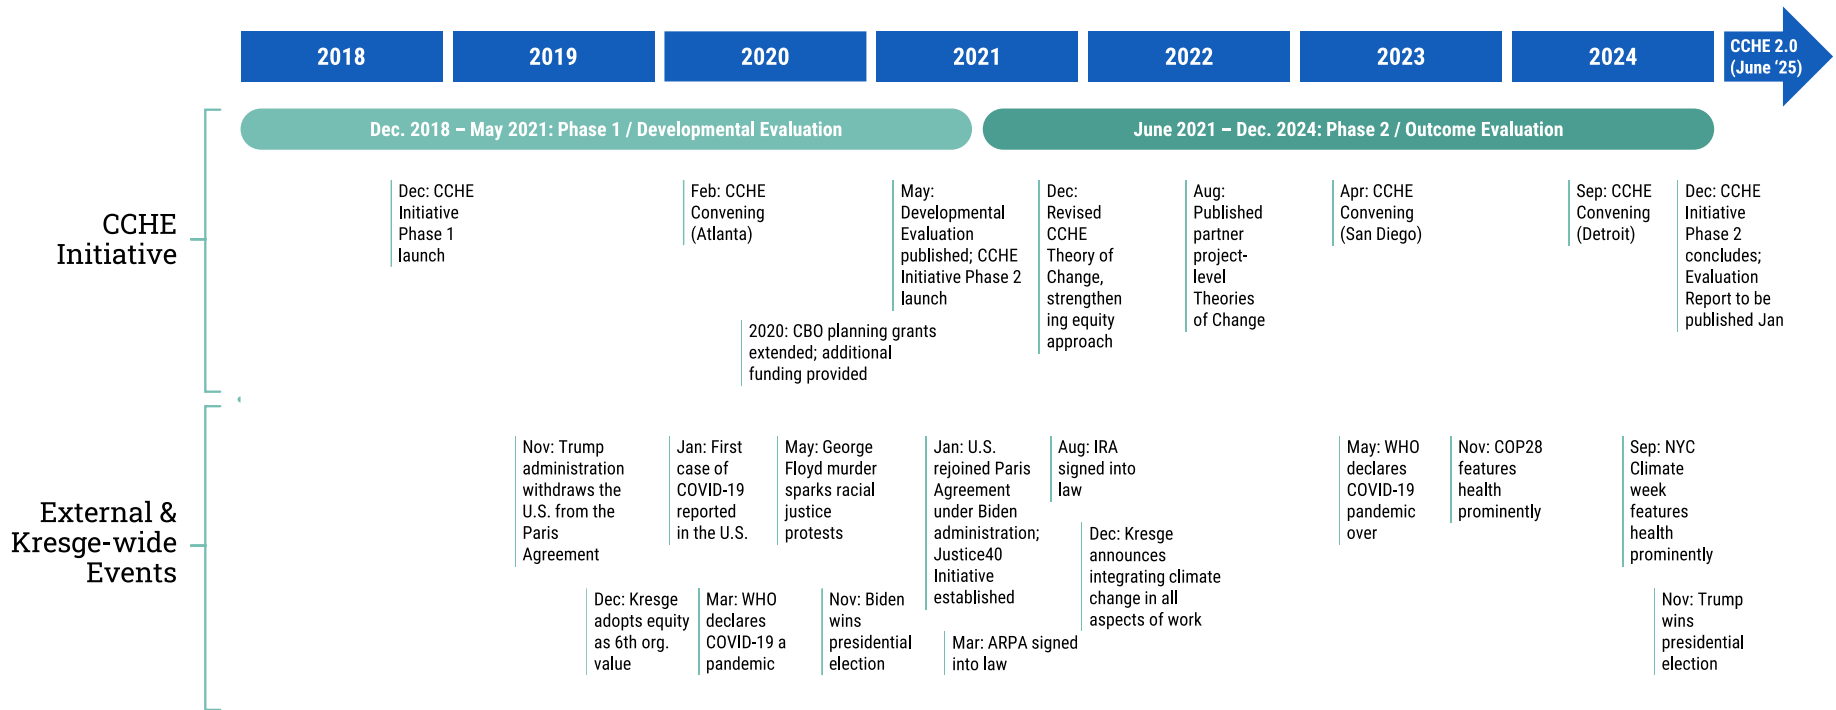 2018
2019
2020
2021
2022
2023
2024
CCHE 2.0
(June ‘25)
Dec. 2018 – May 2021: Phase 1 / Developmental Evaluation
June 2021 – Dec. 2024: Phase 2 / Outcome Evaluation
CCHE
Initiative
Dec: CCHE
Initiative
Phase 1
launch
Feb: CCHE
Convening
(Atlanta)
2020: CBO planning grants
extended; additional
funding provided
May:
Developmental
Evaluation
published; CCHE
Initiative Phase 2
launch
Dec:
Revised
CCHE
Theory of
Change,
strengthen
ing equity
approach
Aug:
Published
partner
project-
level
Theories
of Change
Apr: CCHE
Convening
(San Diego)
Sep: CCHE
Convening
(Detroit)
Dec: CCHE
Initiative
Phase 2
concludes;
Evaluation
Report to be
published Jan
External &
Kresge-wide
Events
Nov: Trump
administration
withdraws the
U.S. from the
Paris
Agreement
Dec: Kresge
adopts equity
as 6th org.
value
Jan: First
case of
COVID-19
reported
in the U.S.
Mar: WHO
declares
COVID-19 a
pandemic
May: George
Floyd murder
sparks racial
justice
protests
Nov: Biden
wins
presidential
election
Jan: U.S.
rejoined Paris
Agreement
under Biden
administration;
Justice40
Initiative
established
Mar: ARPA signed
into law
Aug: IRA
signed into
law
Dec: Kresge
announces
integrating climate
change in all
aspects of work
May: WHO
declares
COVID-19
pandemic
over
Nov: COP28
features
health
prominently
Sep: NYC
Climate
week
features
health
prominently
Nov: Trump
wins
presidential
election